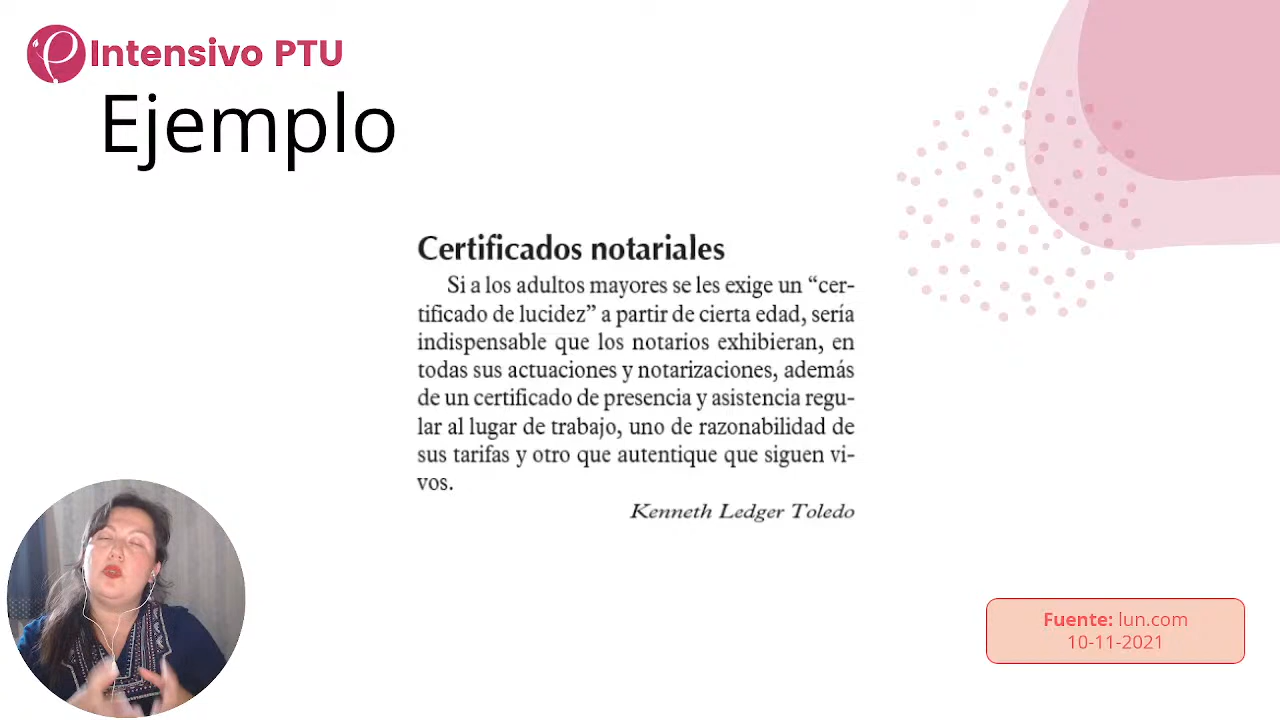 Intensivo PTU
Ejemplo
Certificados notariales
Si a los adultos mayores se les exige un “cer-
tificado de lucidez” a partir de cierta edad, sería
indispensable que los notarios exhibieran, en
todas sus actuaciones y notarizaciones, además
de un certificado de presencia y asistencia regu-
lar al lugar de trabajo, uno de razonabilidad de
sus tarifas y otro que autentique que siguen vi-
vos.
Kenneth Ledger Toledo
Fuente: lun.com
10-11-2021